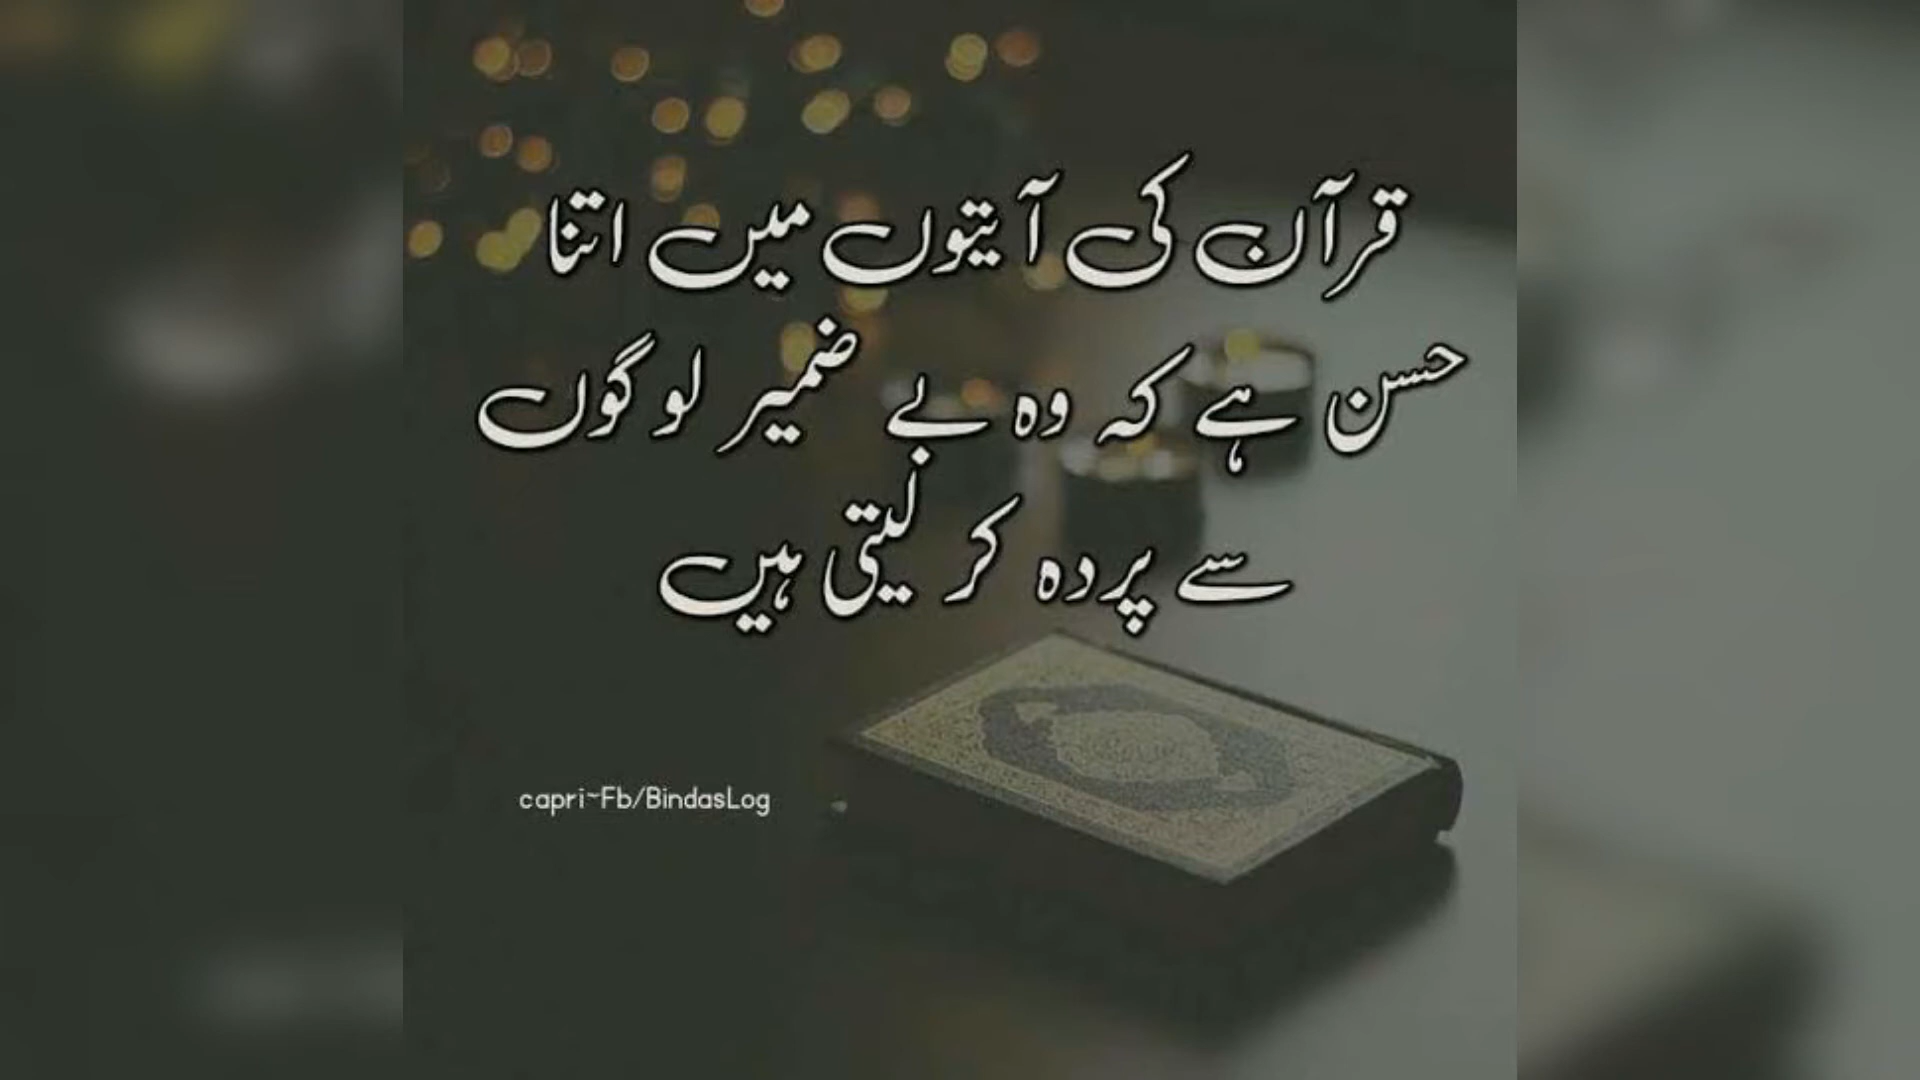 قرآن کی آیتوں میں اتنا
حسن ہے کہ وہ بے ضمیر لوگوں
سے پردہ کر لیتی ہیں
capri~Fb/BindasLog